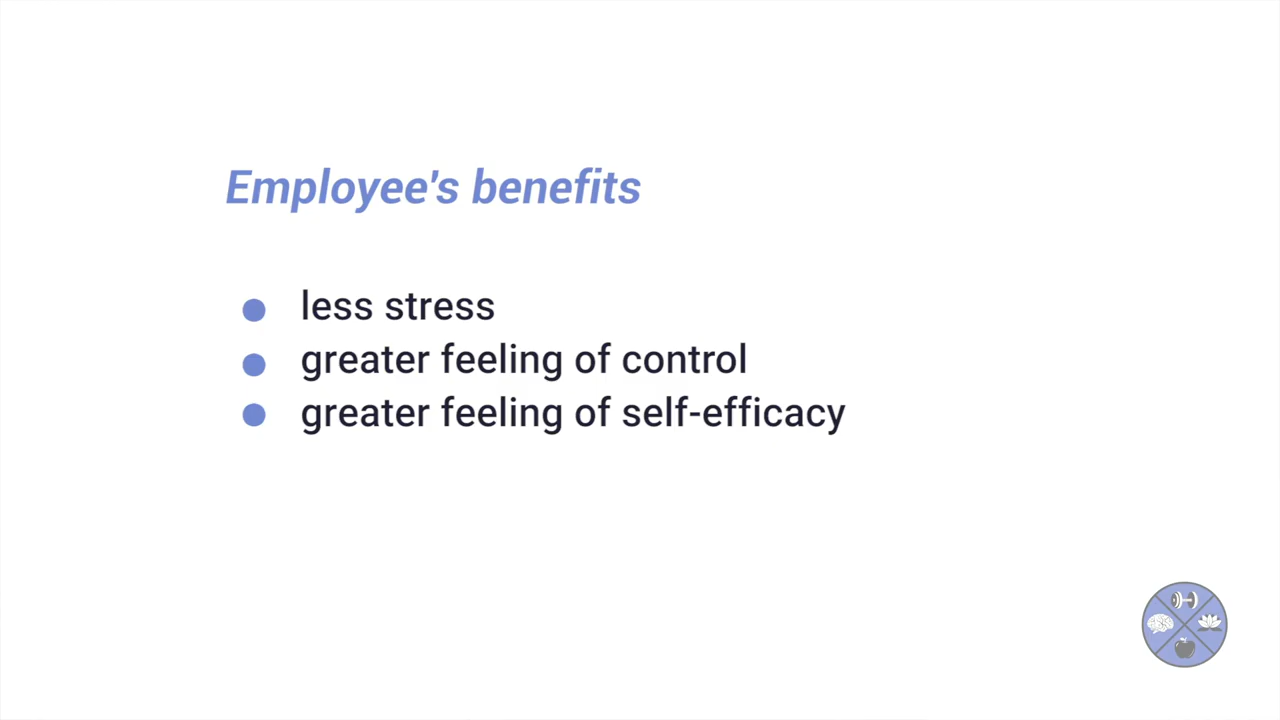 Employee's benefits
less stress
greater feeling of control
greater feeling of self-efficacy